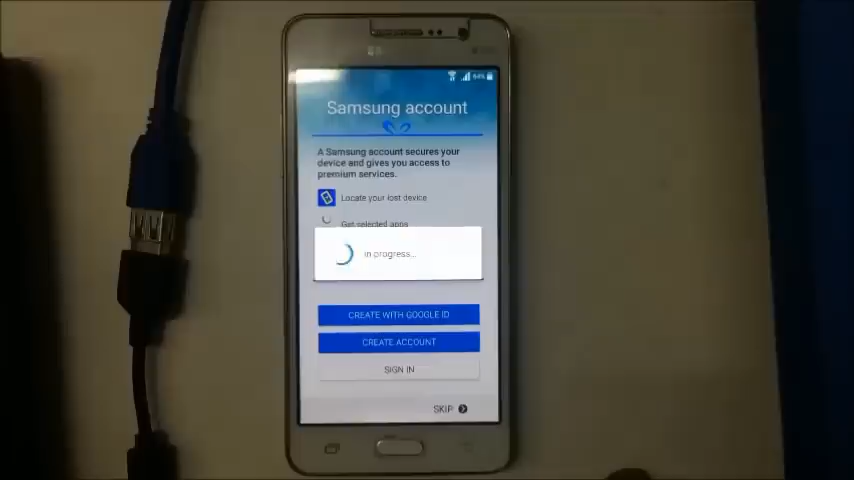 84%
Samsung account
A Samsung account secures your
device and gives you access to
premium services.
Locate your lost device
Get selected apps
In progress...
CREATE WITH GOOGLE ID
CREATE ACCOUNT
SIGN IN
SKIP